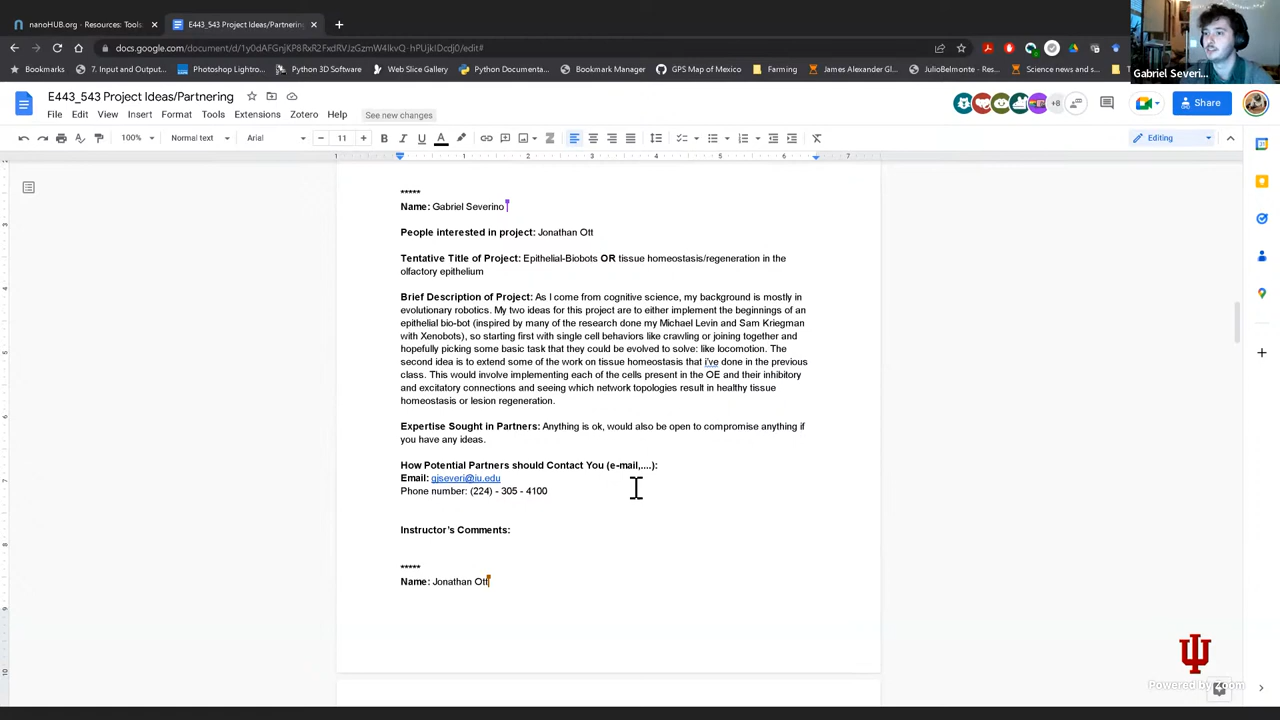 nanoHUB.org - Resources: Tools:
E443_543 Project Ideas/Partnering
docs.google.com/document/d/
Bookmarks
7. Input and Output...
Photoshop Lightro...
Python 3D Software
Web Slice Gallery
Python Documenta...
Bookmark Manager
GPS Map of Mexico
Farming
James Alexander Gl...
JulioBelmonte - Res...
Science news and s...
Gabriel Severi...
E443_543 Project Ideas/Partnering
File Edit View Insert Format Tools Extensions Zotero Help
See new changes
+8
Share
100%
Normal text
Arial
11
Editing
*****
Name: Gabriel Severino
People interested in project: Jonathan Ott
Tentative Title of Project: Epithelial-Biobots OR tissue homeostasis/regeneration in the
olfactory epithelium
Brief Description of Project: As I come from cognitive science, my background is mostly in
evolutionary robotics. My two ideas for this project are to either implement the beginnings of an
epithelial bio-bot (inspired by many of the research done my Michael Levin and Sam Kriegman
with Xenobots), so starting first with single cell behaviors like crawling or joining together and
hopefully picking some basic task that they could be evolved to solve: like locomotion. The
second idea is to extend some of the work on tissue homeostasis that i've done in the previous
class. This would involve implementing each of the cells present in the OE and their inhibitory
and excitatory connections and seeing which network topologies result in healthy tissue
homeostasis or lesion regeneration.
Expertise Sought in Partners: Anything is ok, would also be open to compromise anything if
you have any ideas.
How Potential Partners should Contact You (e-mail,....):
Email: gjseveri@iu.edu
Phone number: (224) - 305 - 4100
Instructor's Comments:
*****
Name: Jonathan Ott
Powered by Zoom